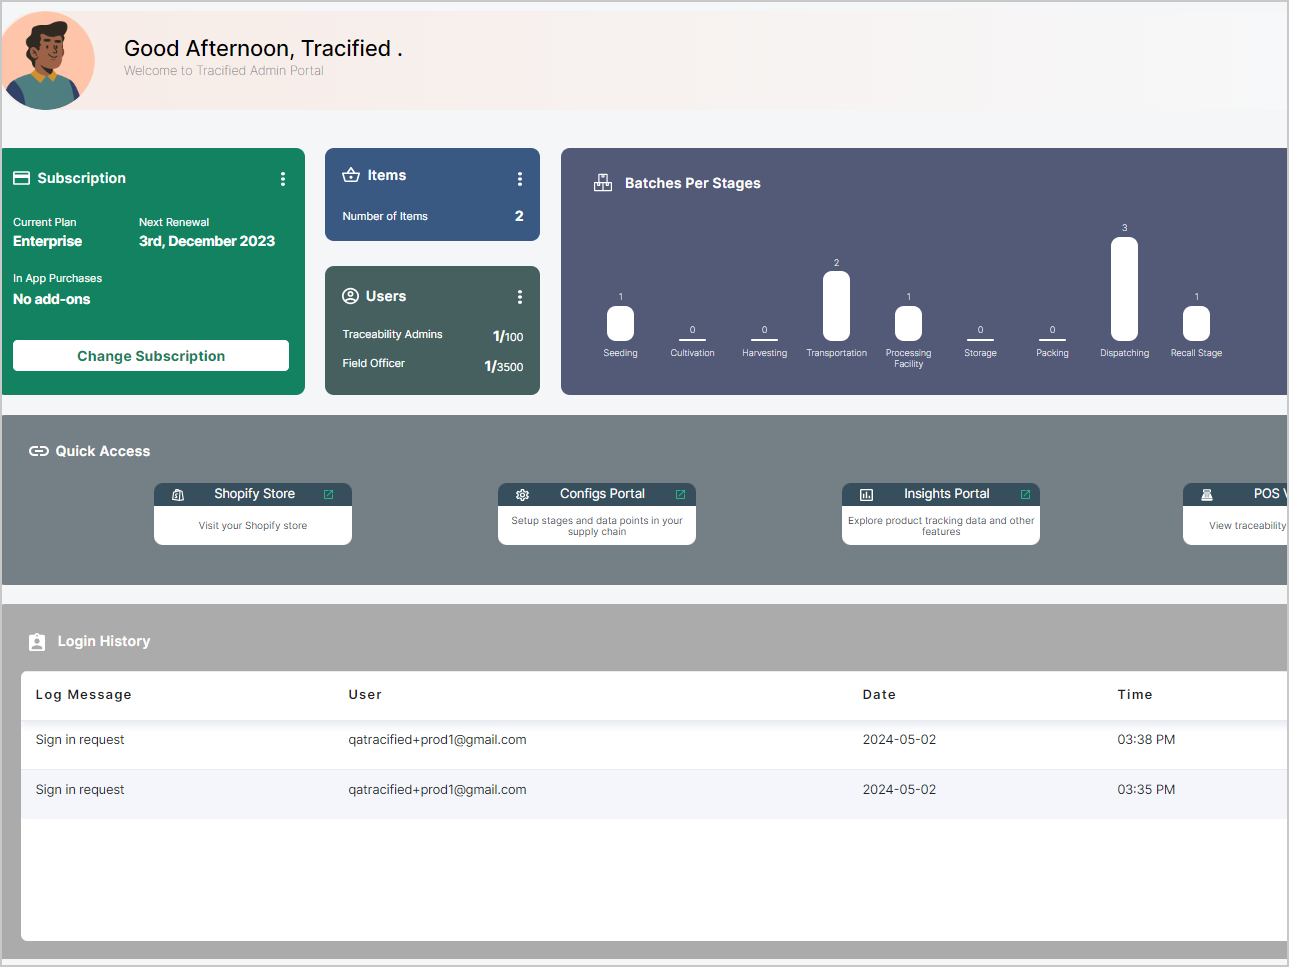 Good Afternoon, Tracified .
Welcome to Tracified Admin Portal
Subscription
Current Plan
Enterprise
Next Renewal
3rd, December 2023
In App Purchases
No add-ons
Change Subscription
Items
Number of Items 2
Users
Traceability Admins 1/100
Field Officer 1/3500
Batches Per Stages
1 0 0 2 1 0 0 3 1
Seeding Cultivation Harvesting Transportation Processing Facility Storage Packing Dispatching Recall Stage
Quick Access
Shopify Store
Visit your Shopify store
Configs Portal
Setup stages and data points in your
supply chain
Insights Portal
Explore product tracking data and other
features
POS V
View traceability
Login History
Log Message User Date Time
Sign in request qatracified+prod1@gmail.com 2024-05-02 03:38 PM
Sign in request qatracified+prod1@gmail.com 2024-05-02 03:35 PM